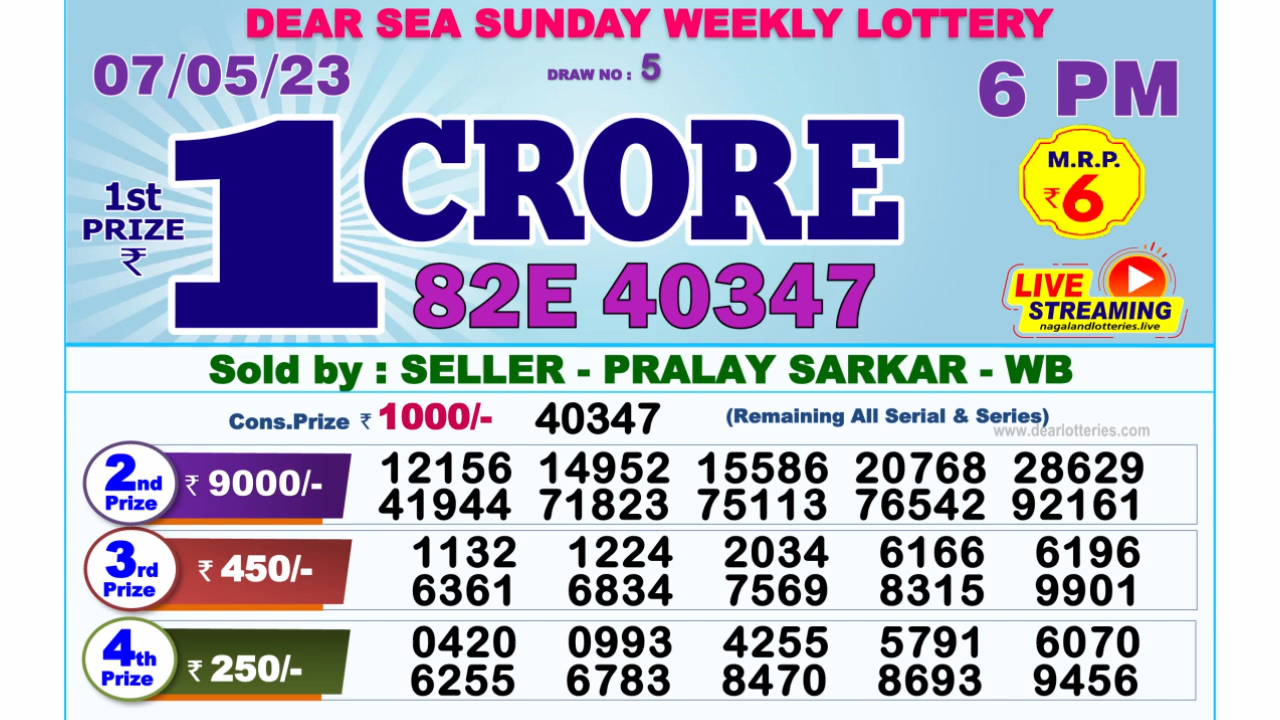 DEAR SEA SUNDAY WEEKLY LOTTERY
07/05/23
DRAW NO : 5
6 PM
1st
PRIZE
₹
1 CRORE
82E 40347
M.R.P.
₹6
LIVE
STREAMING
nagalandlotteries.live
Sold by : SELLER - PRALAY SARKAR - WB
Cons.Prize ₹ 1000/- 40347 (Remaining All Serial & Series)
www.dearlotteries.com
2nd
Prize
₹ 9000/-
12156 14952 15586 20768 28629
41944 71823 75113 76542 92161
3rd
Prize
₹ 450/-
1132 1224 2034 6166 6196
6361 6834 7569 8315 9901
4th
Prize
₹ 250/-
0420 0993 4255 5791 6070
6255 6783 8470 8693 9456